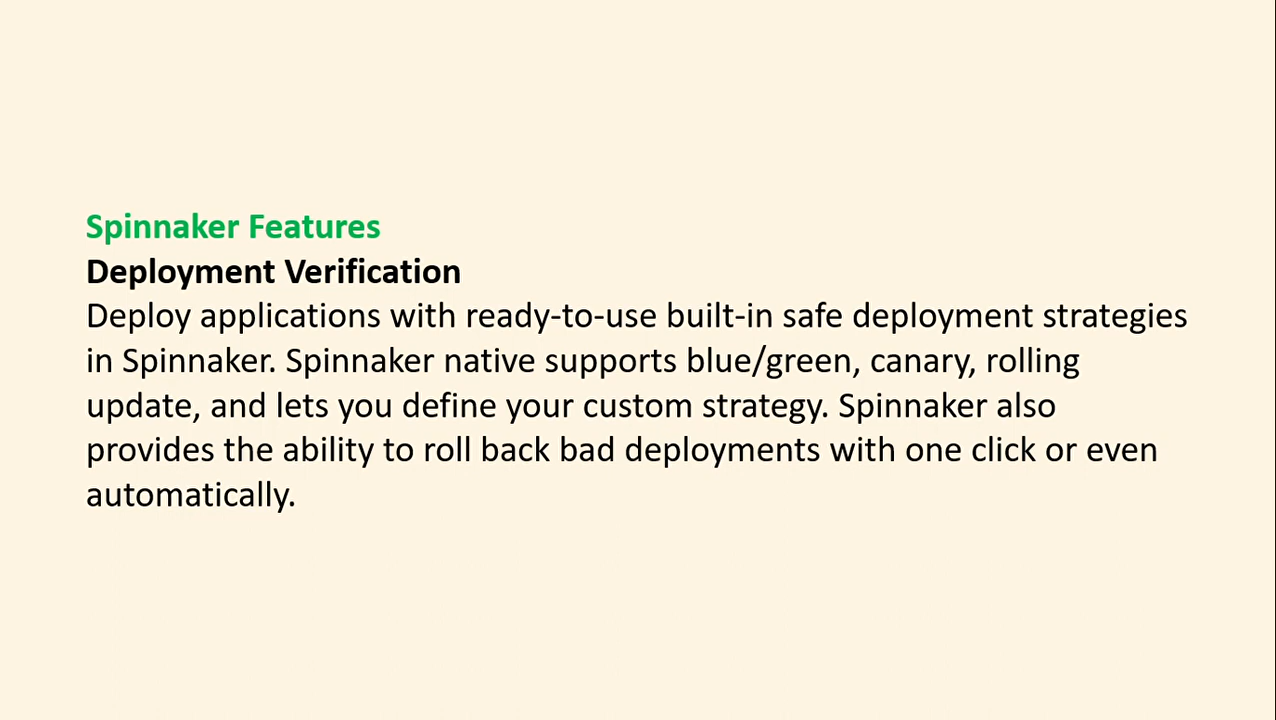 Spinnaker Features
Deployment Verification
Deploy applications with ready-to-use built-in safe deployment strategies
in Spinnaker. Spinnaker native supports blue/green, canary, rolling
update, and lets you define your custom strategy. Spinnaker also
provides the ability to roll back bad deployments with one click or even
automatically.